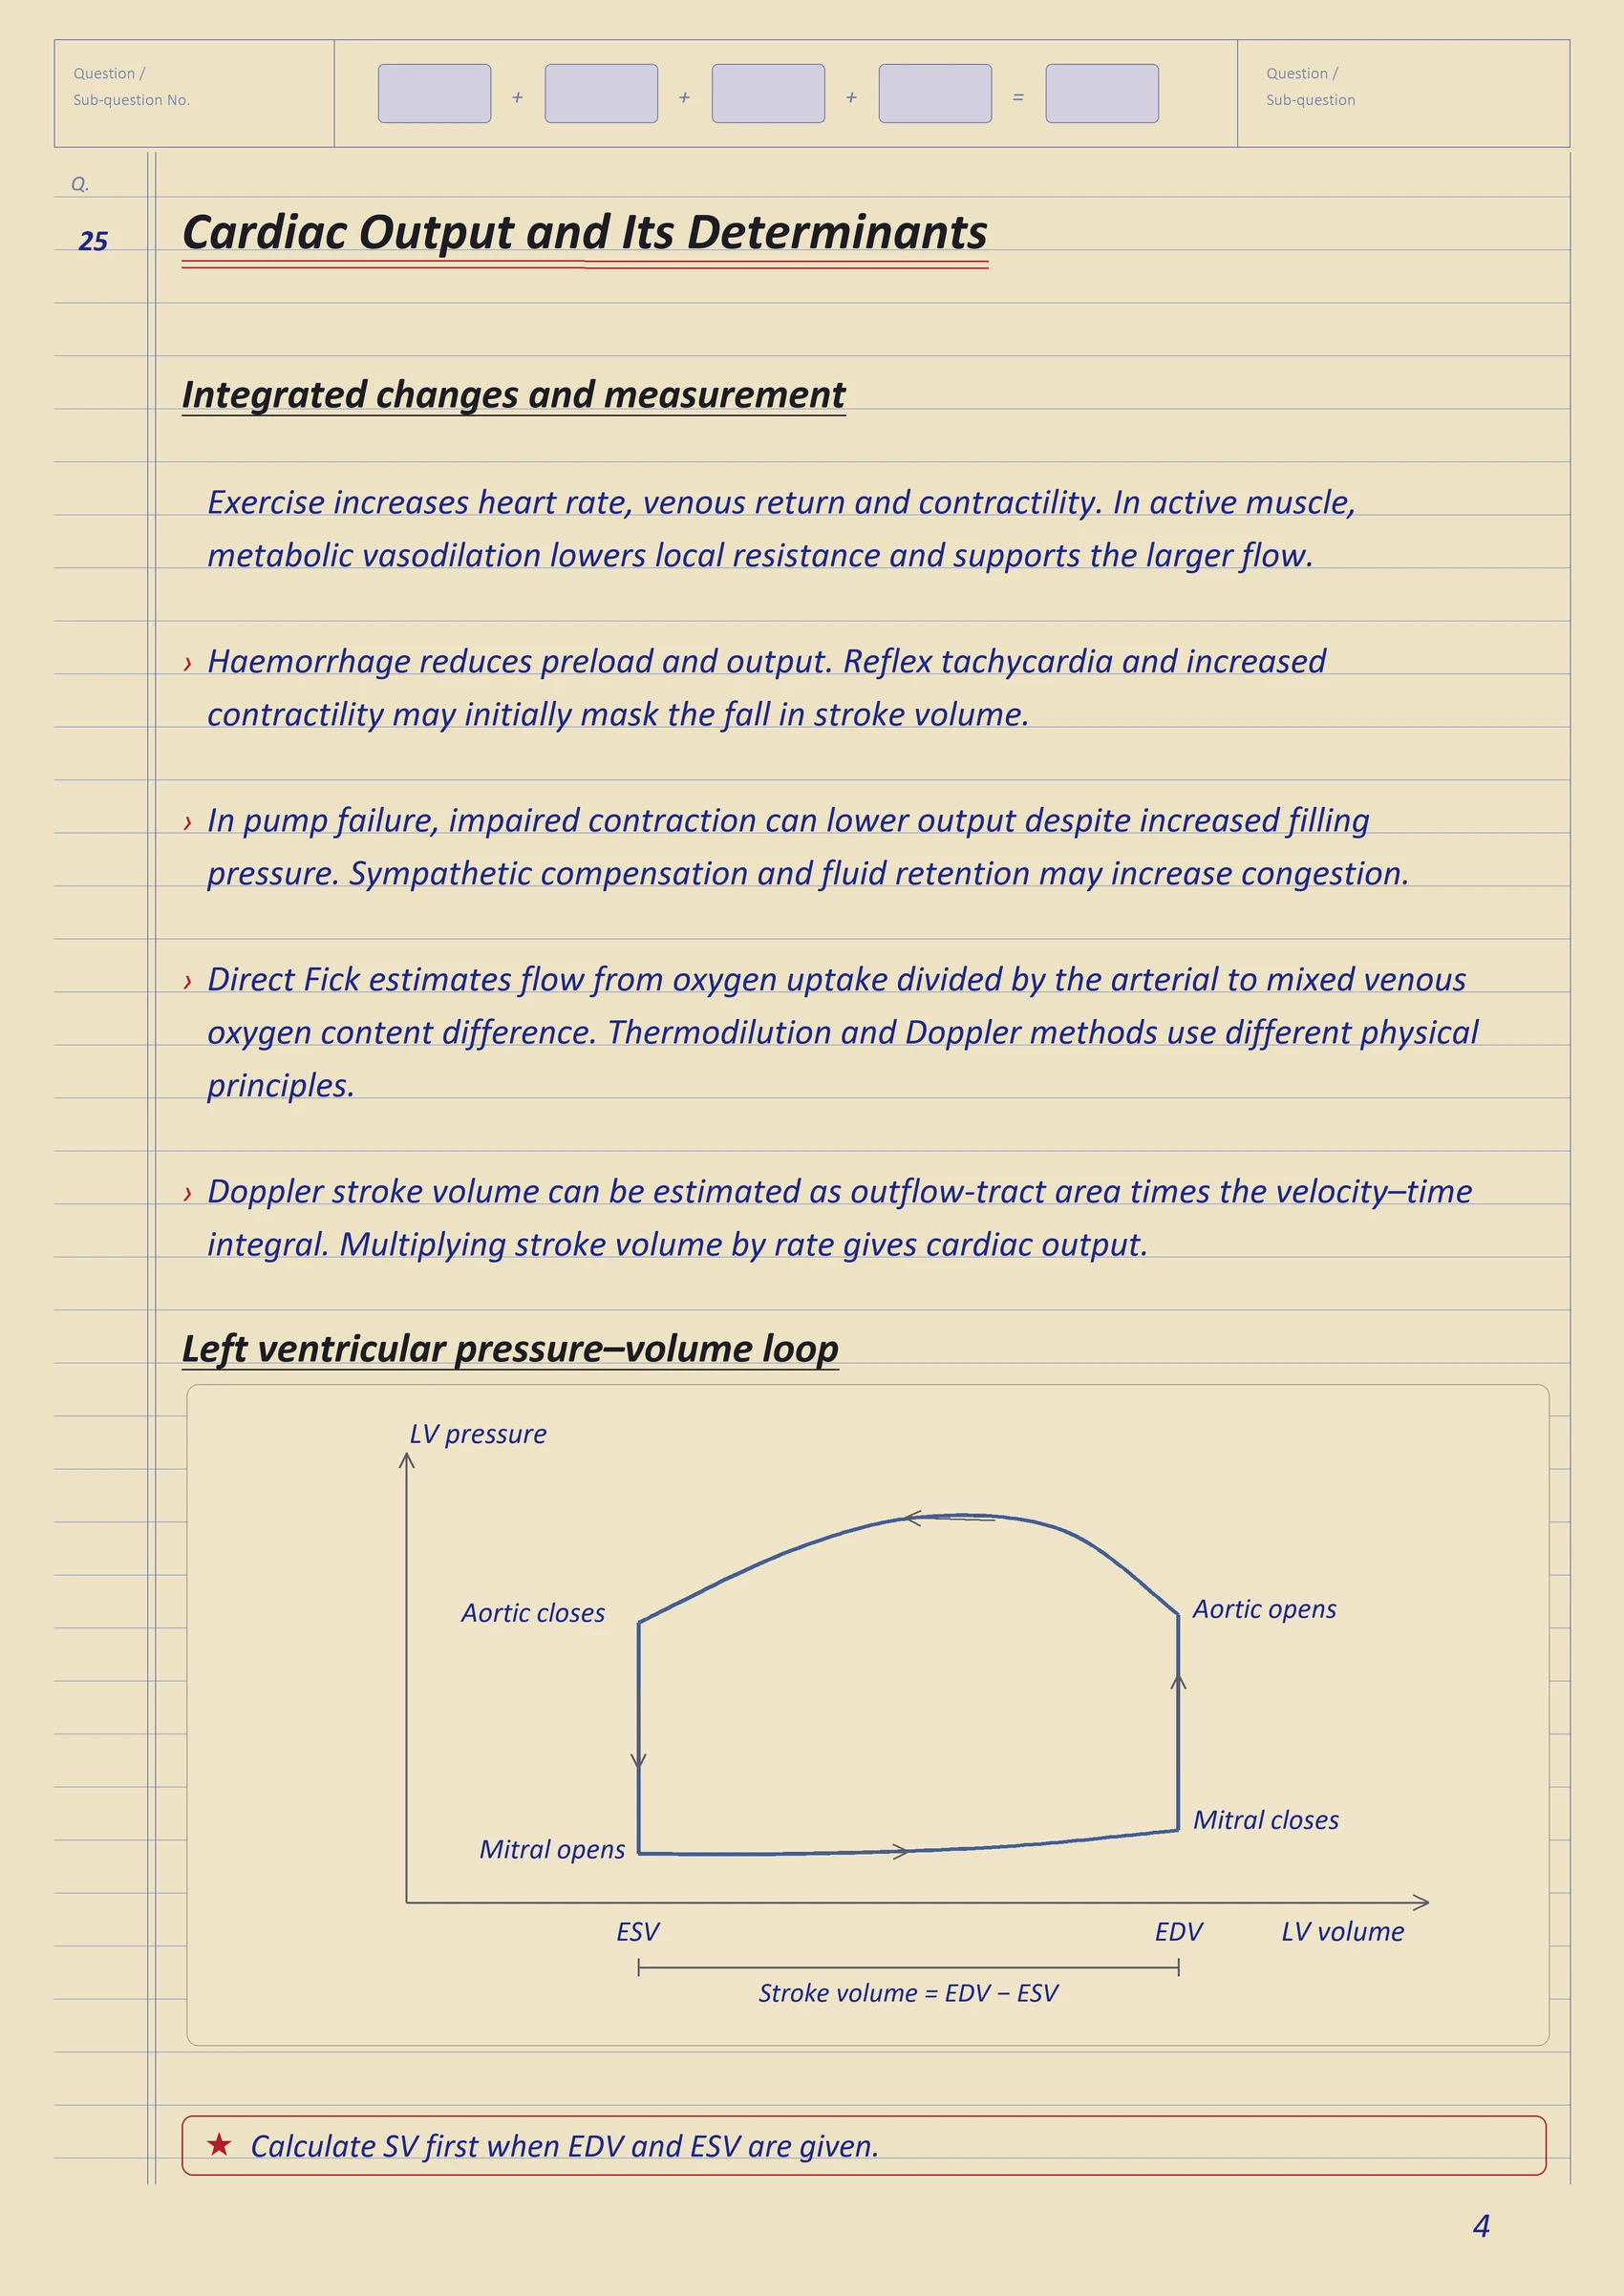 Question /
Sub-question No.
+ + + =
Question /
Sub-question
Q.
25
Cardiac Output and Its Determinants
Integrated changes and measurement
Exercise increases heart rate, venous return and contractility. In active muscle,
metabolic vasodilation lowers local resistance and supports the larger flow.
› Haemorrhage reduces preload and output. Reflex tachycardia and increased
contractility may initially mask the fall in stroke volume.
› In pump failure, impaired contraction can lower output despite increased filling
pressure. Sympathetic compensation and fluid retention may increase congestion.
› Direct Fick estimates flow from oxygen uptake divided by the arterial to mixed venous
oxygen content difference. Thermodilution and Doppler methods use different physical
principles.
› Doppler stroke volume can be estimated as outflow-tract area times the velocity–time
integral. Multiplying stroke volume by rate gives cardiac output.
Left ventricular pressure–volume loop
LV pressure
Aortic closes
Aortic opens
Mitral closes
Mitral opens
ESV
EDV
LV volume
Stroke volume = EDV − ESV
★ Calculate SV first when EDV and ESV are given.
4